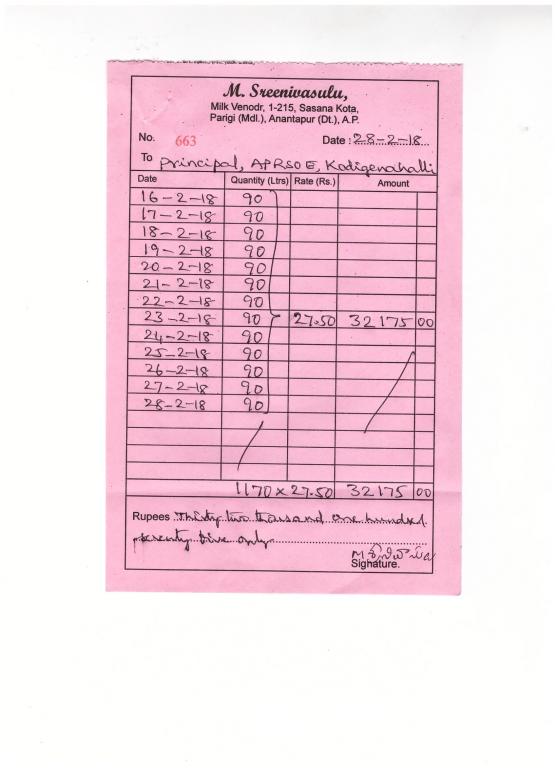 M. Sreenivasulu,
Milk Venodr, 1-215, Sasana Kota,
Parigi (Mdl.), Anantapur (Dt.), A.P.
No. 663 Date : 28-2-18
To Principal, APRSOE, Kodigenahalli
Date Quantity (Ltrs) Rate (Rs.) Amount
16-2-18 90
17-2-18 90
18-2-18 90
19-2-18 90
20-2-18 90
21-2-18 90
22-2-18 90
23-2-18 90 27.50 32175 00
24-2-18 90
25-2-18 90
26-2-18 90
27-2-18 90
28-2-18 90
1170 x 27.50 32175 00
Rupees Thirty two thousand one hundred
seventy five only
Signature.